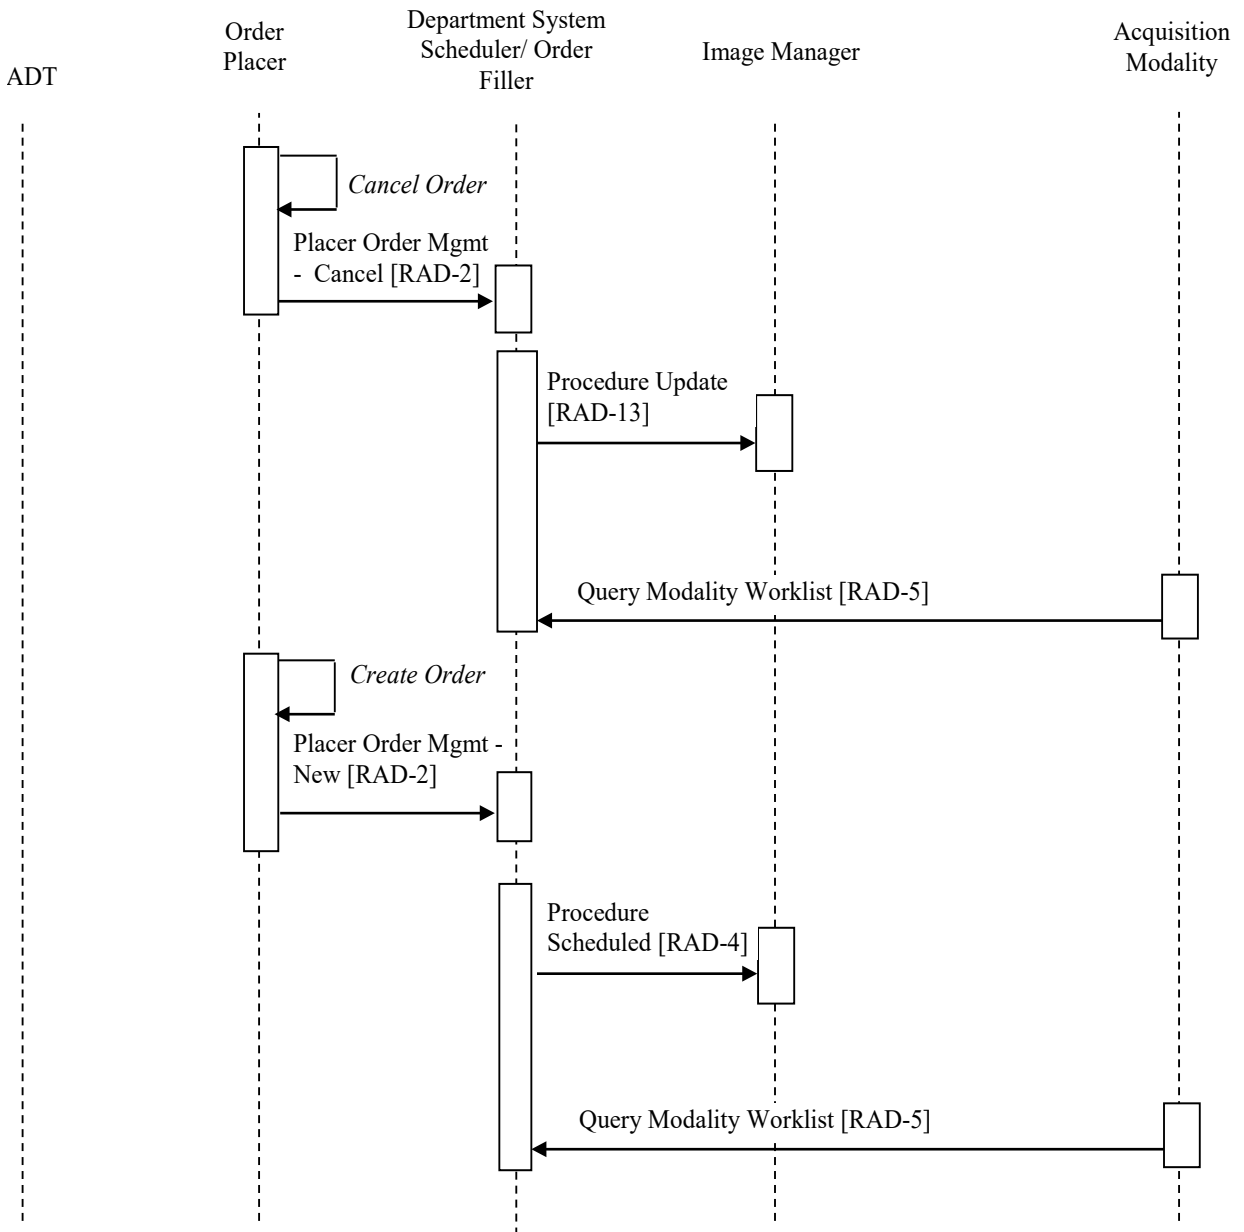 ADT
Order
Placer
Department System
Scheduler/ Order
Filler
Image Manager
Acquisition
Modality
Cancel Order
Placer Order Mgmt
- Cancel [RAD-2]
Procedure Update
[RAD-13]
Query Modality Worklist [RAD-5]
Create Order
Placer Order Mgmt -
New [RAD-2]
Procedure
Scheduled [RAD-4]
Query Modality Worklist [RAD-5]